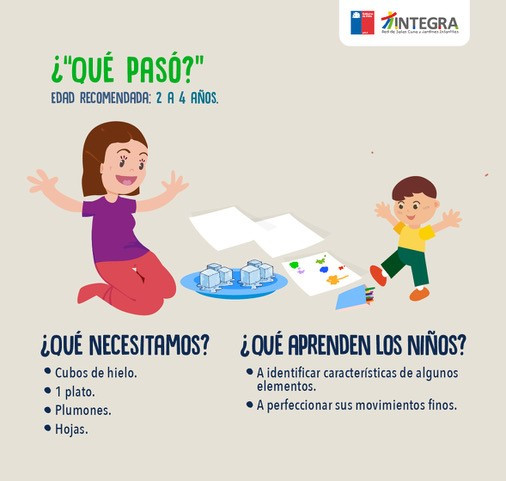 INTEGRA
Red de Salas Cuna y Jardines Infantiles
¿"QUÉ PASÓ?"
EDAD RECOMENDADA: 2 A 4 AÑOS.
¿QUÉ NECESITAMOS?
Cubos de hielo.
1 plato.
Plumones.
Hojas.
¿QUÉ APRENDEN LOS NIÑOS?
A identificar características de algunos
elementos.
A perfeccionar sus movimientos finos.